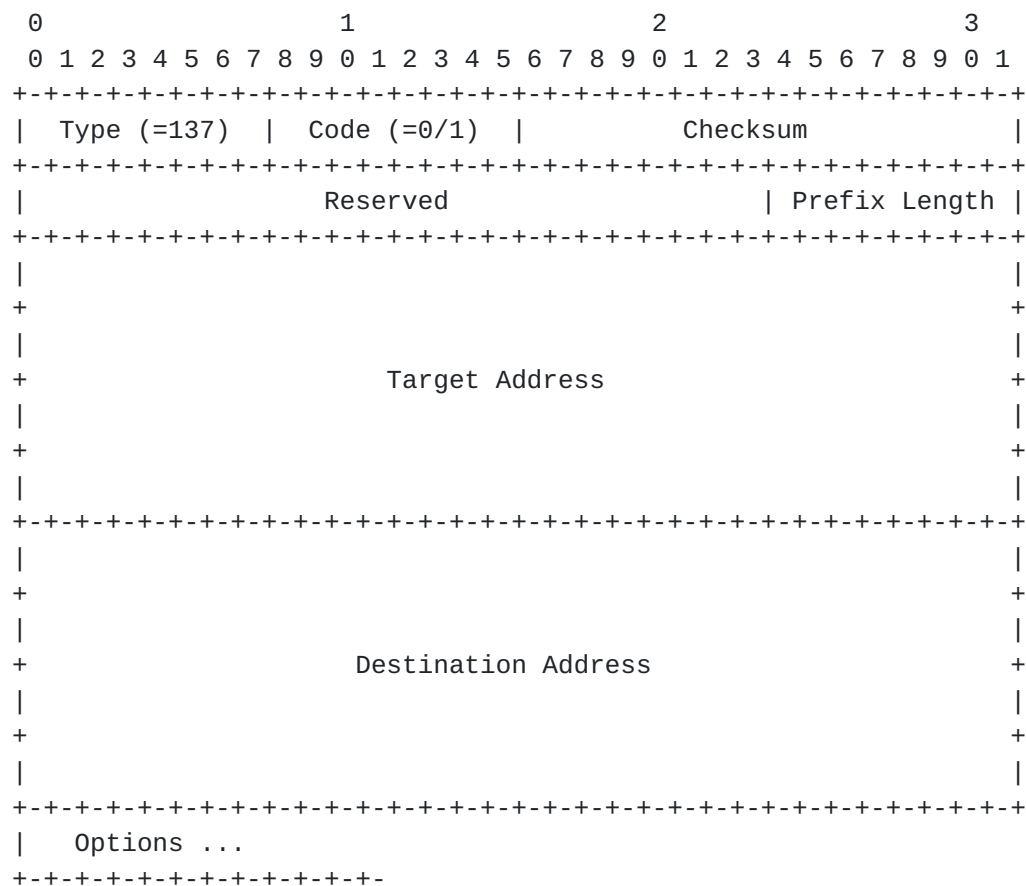 0                   1                   2                   3
 0 1 2 3 4 5 6 7 8 9 0 1 2 3 4 5 6 7 8 9 0 1 2 3 4 5 6 7 8 9 0 1
+-+-+-+-+-+-+-+-+-+-+-+-+-+-+-+-+-+-+-+-+-+-+-+-+-+-+-+-+-+-+-+-+
|  Type (=137)  |  Code (=0/1)  |          Checksum             |
+-+-+-+-+-+-+-+-+-+-+-+-+-+-+-+-+-+-+-+-+-+-+-+-+-+-+-+-+-+-+-+-+
|                   Reserved                    | Prefix Length |
+-+-+-+-+-+-+-+-+-+-+-+-+-+-+-+-+-+-+-+-+-+-+-+-+-+-+-+-+-+-+-+-+
|                                                               |
+                                                               +
|                                                               |
+                       Target Address                          +
|                                                               |
+                                                               +
|                                                               |
+-+-+-+-+-+-+-+-+-+-+-+-+-+-+-+-+-+-+-+-+-+-+-+-+-+-+-+-+-+-+-+-+
|                                                               |
+                                                               +
|                                                               |
+                     Destination Address                       +
|                                                               |
+                                                               +
|                                                               |
+-+-+-+-+-+-+-+-+-+-+-+-+-+-+-+-+-+-+-+-+-+-+-+-+-+-+-+-+-+-+-+-+
|   Options ...
+-+-+-+-+-+-+-+-+-+-+-+-